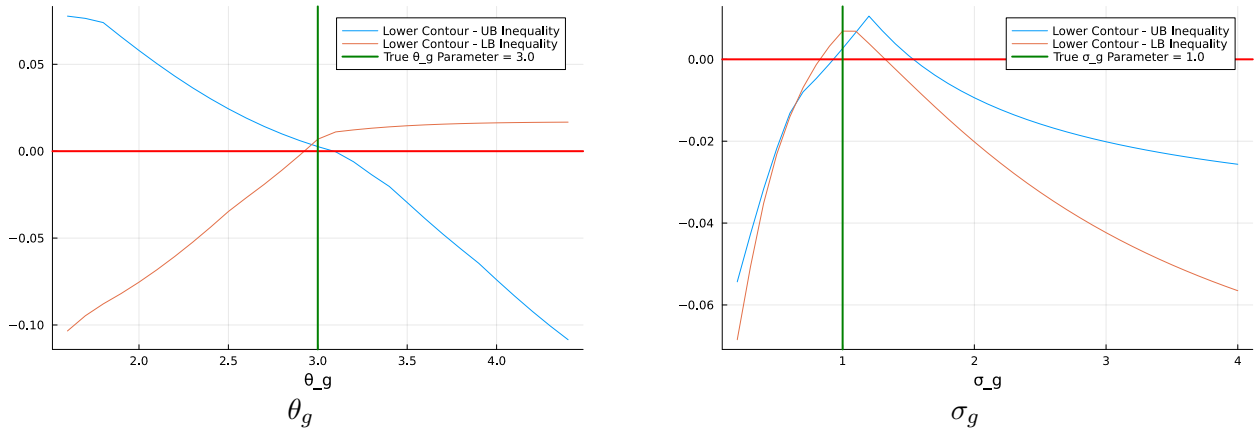 Lower Contour - UB Inequality
Lower Contour - LB Inequality
True θ_g Parameter = 3.0
0.05
0.00
−0.05
−0.10
2.0 2.5 3.0 3.5 4.0
θ_g
θg
Lower Contour - UB Inequality
Lower Contour - LB Inequality
True σ_g Parameter = 1.0
0.00
−0.02
−0.04
−0.06
1 2 3 4
σ_g
σg